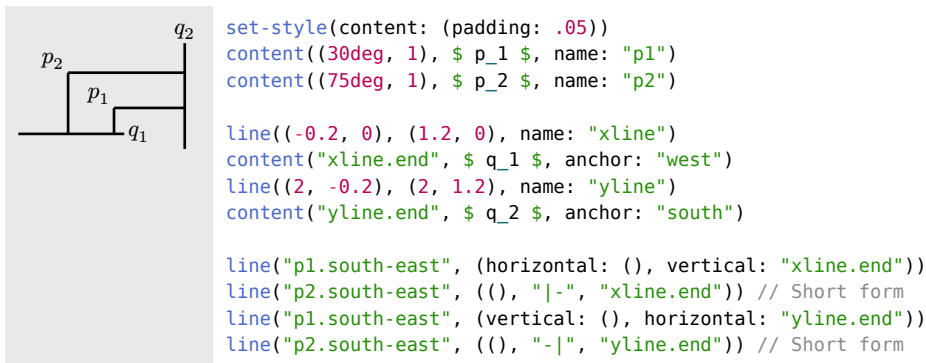 q2
p2
p1
q1
set-style(content: (padding: .05))
content((30deg, 1), $ p_1 $, name: "p1")
content((75deg, 1), $ p_2 $, name: "p2")
line((-0.2, 0), (1.2, 0), name: "xline")
content("xline.end", $ q_1 $, anchor: "west")
line((2, -0.2), (2, 1.2), name: "yline")
content("yline.end", $ q_2 $, anchor: "south")
line("p1.south-east", (horizontal: (), vertical: "xline.end"))
line("p2.south-east", ((), "|-", "xline.end")) // Short form
line("p1.south-east", (vertical: (), horizontal: "yline.end"))
line("p2.south-east", ((), "-|", "yline.end")) // Short form